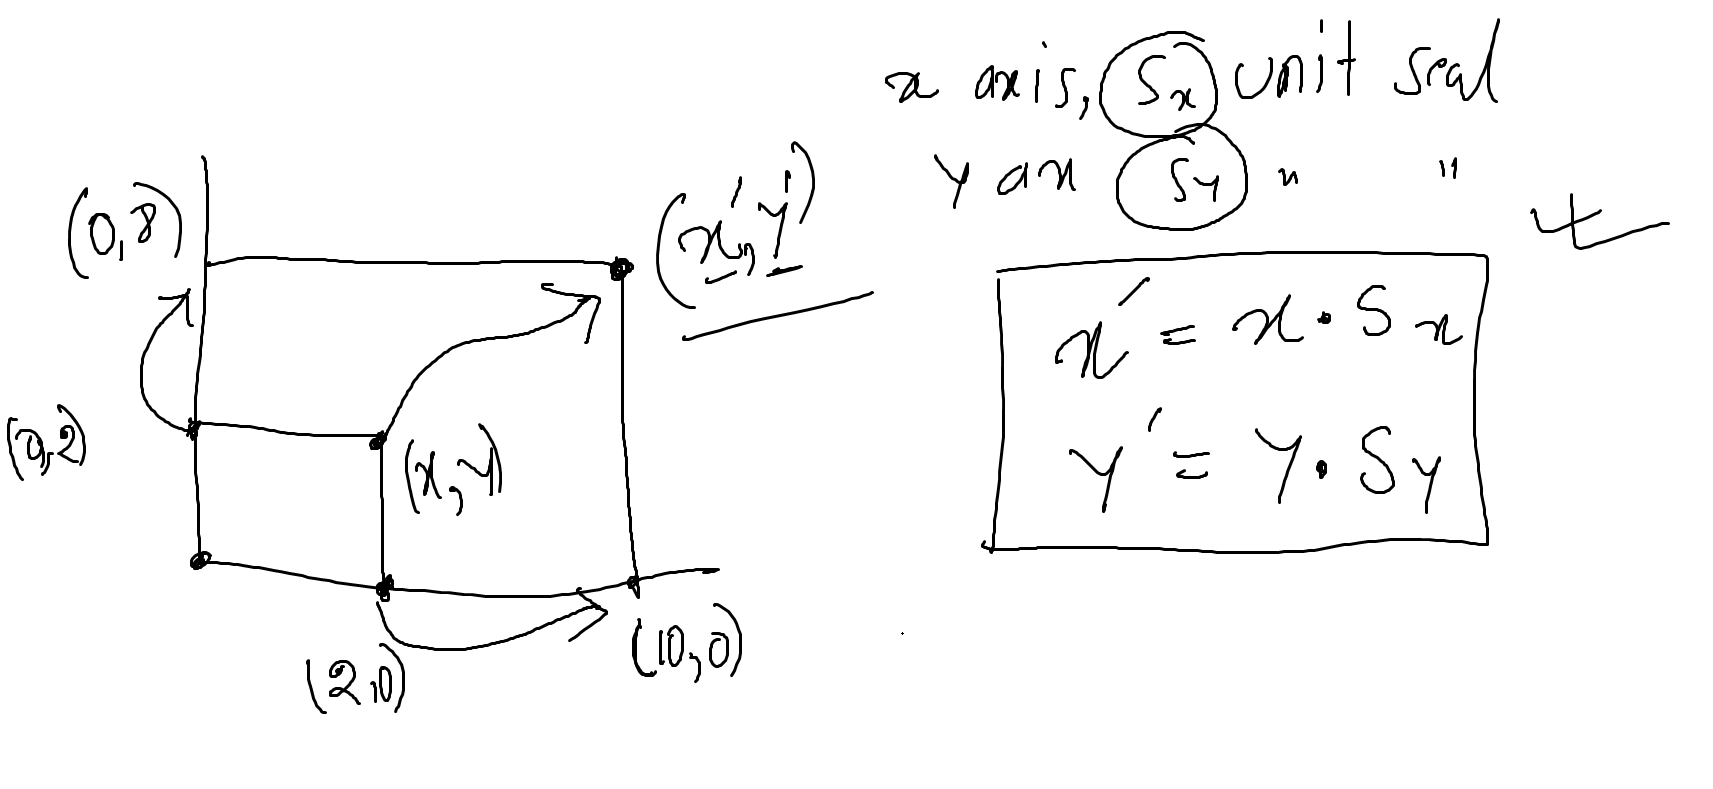 x axis, Sx unit scal
y ax Sy " "
(0,8)
(x', y')
(0,2)
(x, y)
(2,0)
(10,0)
x' = x . Sx
y' = y . Sy